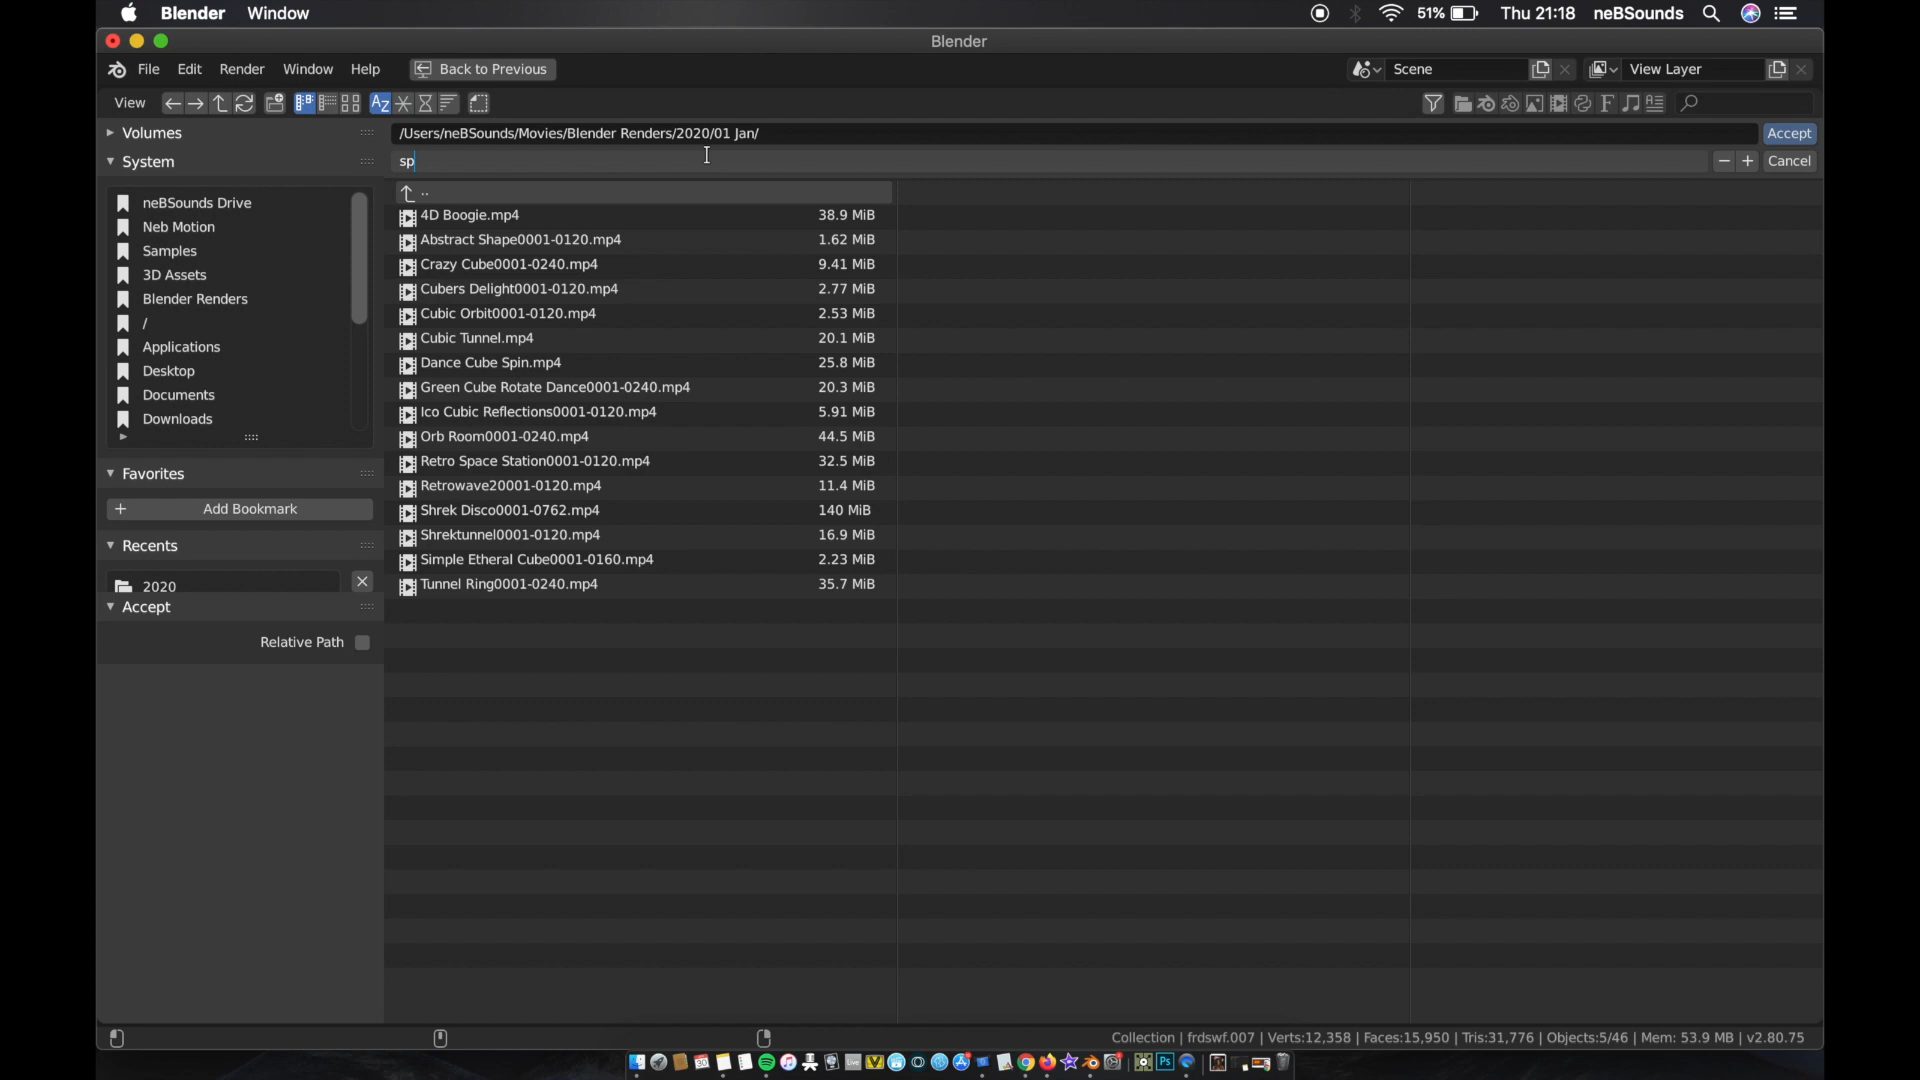 Blender Window 51% Thu 21:18 neBSounds
Blender
File Edit Render Window Help Back to Previous Scene View Layer
View AZ F
Volumes /Users/neBSounds/Movies/Blender Renders/2020/01 Jan/ Accept
System sp Cancel
..
neBSounds Drive
Neb Motion
Samples
3D Assets
Blender Renders
/
Applications
Desktop
Documents
Downloads
Favorites
Add Bookmark
Recents
2020
Accept
Relative Path
4D Boogie.mp4 38.9 MiB
Abstract Shape0001-0120.mp4 1.62 MiB
Crazy Cube0001-0240.mp4 9.41 MiB
Cubers Delight0001-0120.mp4 2.77 MiB
Cubic Orbit0001-0120.mp4 2.53 MiB
Cubic Tunnel.mp4 20.1 MiB
Dance Cube Spin.mp4 25.8 MiB
Green Cube Rotate Dance0001-0240.mp4 20.3 MiB
Ico Cubic Reflections0001-0120.mp4 5.91 MiB
Orb Room0001-0240.mp4 44.5 MiB
Retro Space Station0001-0120.mp4 32.5 MiB
Retrowave20001-0120.mp4 11.4 MiB
Shrek Disco0001-0762.mp4 140 MiB
Shrektunnel0001-0120.mp4 16.9 MiB
Simple Etheral Cube0001-0160.mp4 2.23 MiB
Tunnel Ring0001-0240.mp4 35.7 MiB
Collection | frdswf.007 | Verts:12,358 | Faces:15,950 | Tris:31,776 | Objects:5/46 | Mem: 53.9 MB | v2.80.75